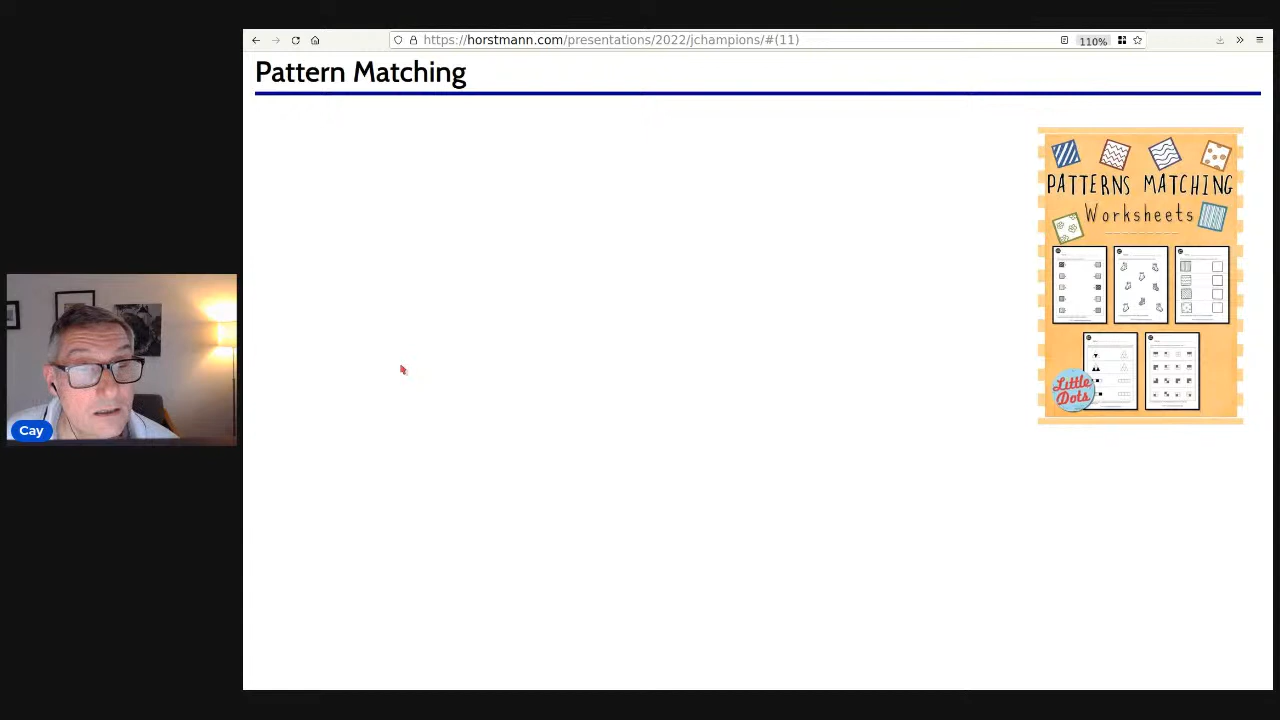 https://horstmann.com/presentations/2022/jchampions/#(11)
110%
Pattern Matching
PATTERNS MATCHING
Worksheets
Little
Dots
Cay